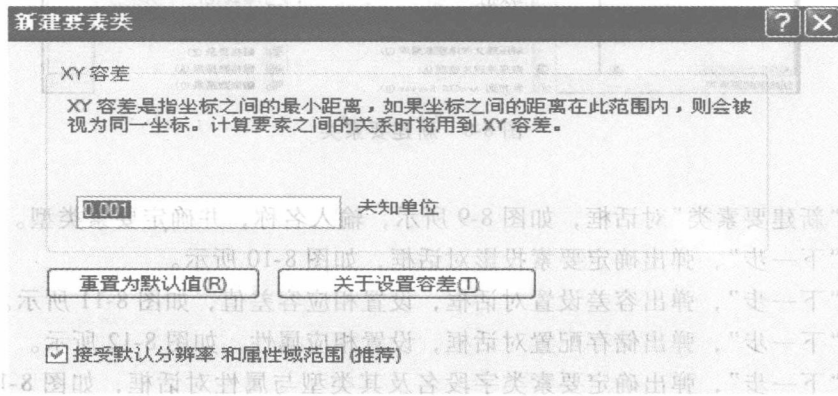 新建要素类
XY 容差
XY 容差是指坐标之间的最小距离，如果坐标之间的距离在此范围内，则会被
视为同一坐标。计算要素之间的关系时将用到 XY 容差。
0.001 未知单位
重置为默认值(R) 关于设置容差(T)
接受默认分辨率 和属性域范围 (推荐)